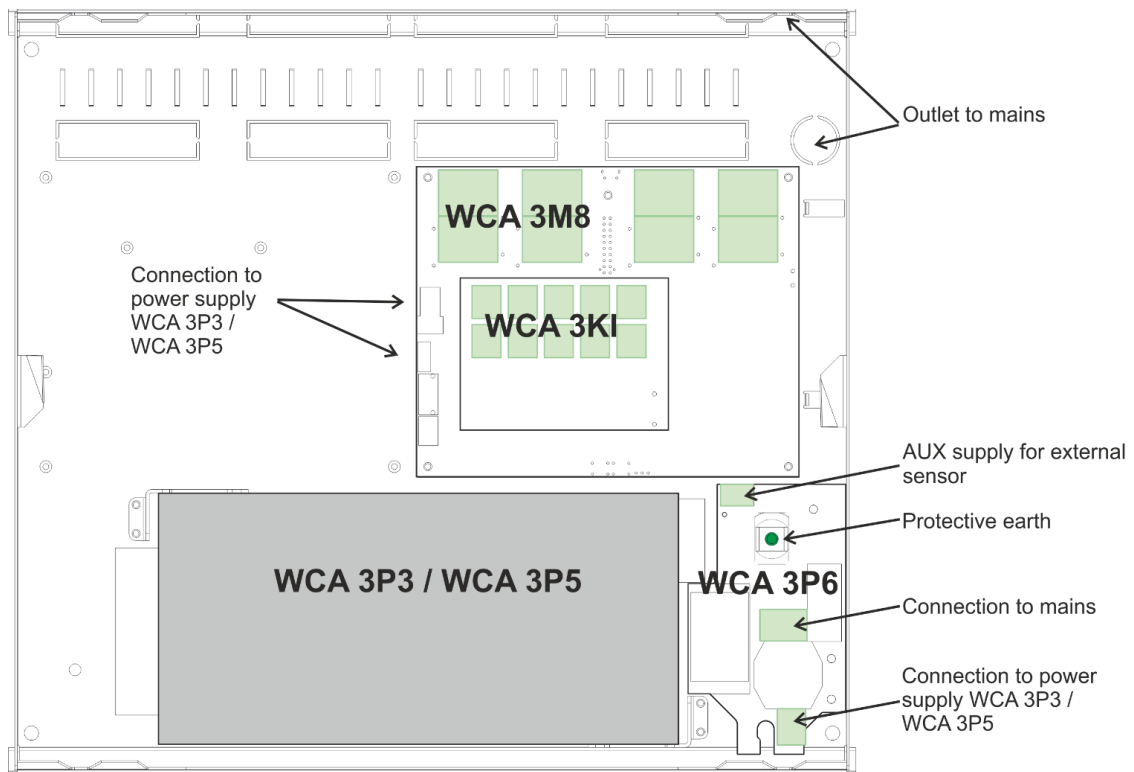 Outlet to mains
WCA 3M8
Connection to
power supply
WCA 3P3 /
WCA 3P5
WCA 3KI
AUX supply for external
sensor
Protective earth
WCA 3P3 / WCA 3P5
WCA 3P6
Connection to mains
Connection to power
supply WCA 3P3 /
WCA 3P5